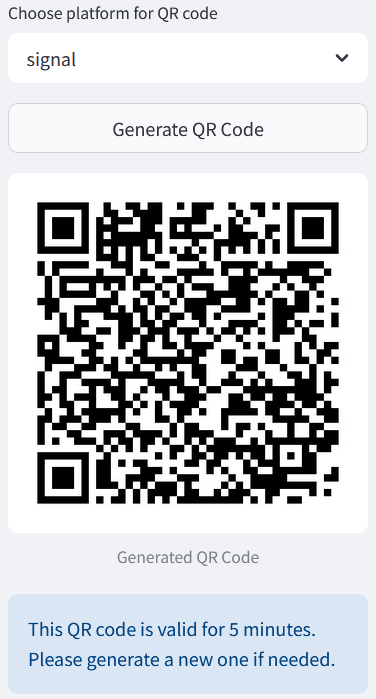 Choose platform for QR code
signal
Generate QR Code
Generated QR Code
This QR code is valid for 5 minutes.
Please generate a new one if needed.